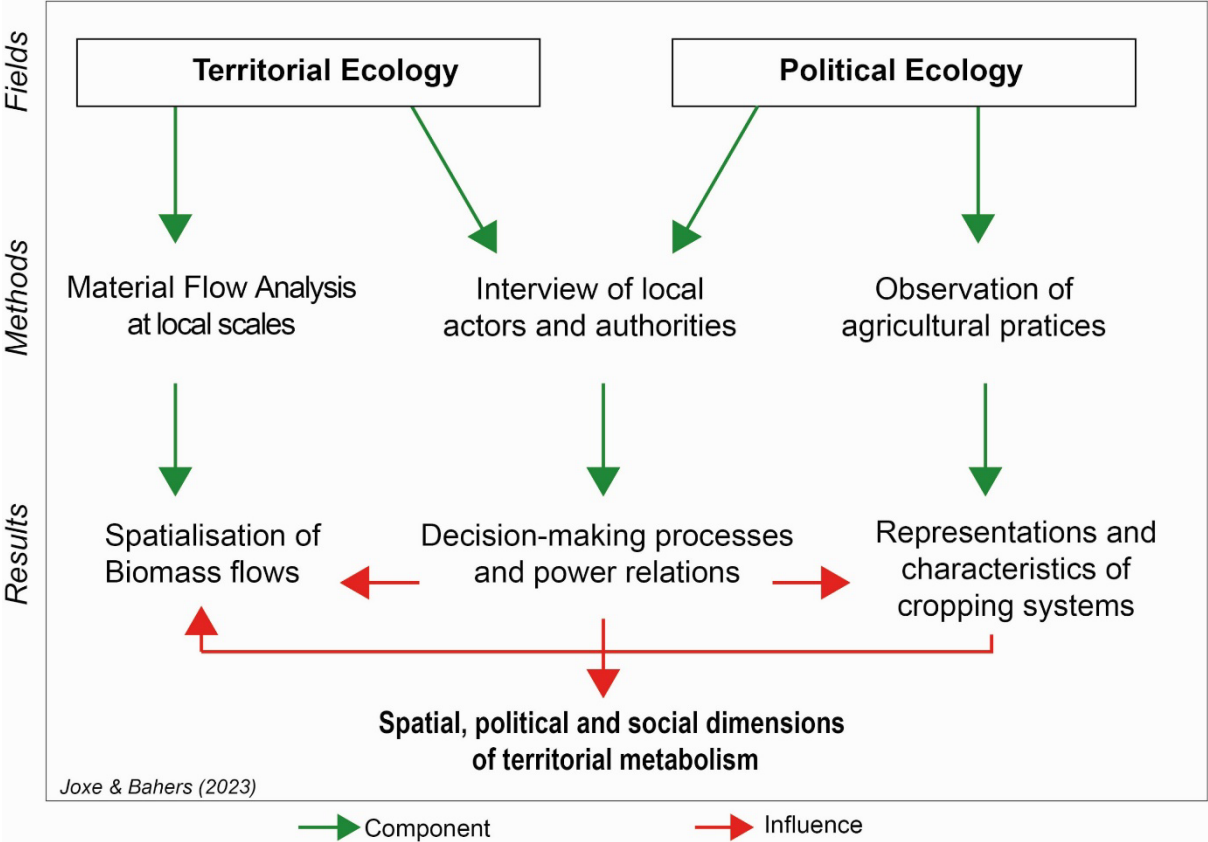 Fields
Territorial Ecology
Political Ecology
Methods
Material Flow Analysis
at local scales
Interview of local
actors and authorities
Observation of
agricultural pratices
Results
Spatialisation of
Biomass flows
Decision-making processes
and power relations
Representations and
characteristics of
cropping systems
Spatial, political and social dimensions
of territorial metabolism
Joxe & Bahers (2023)
Component
Influence